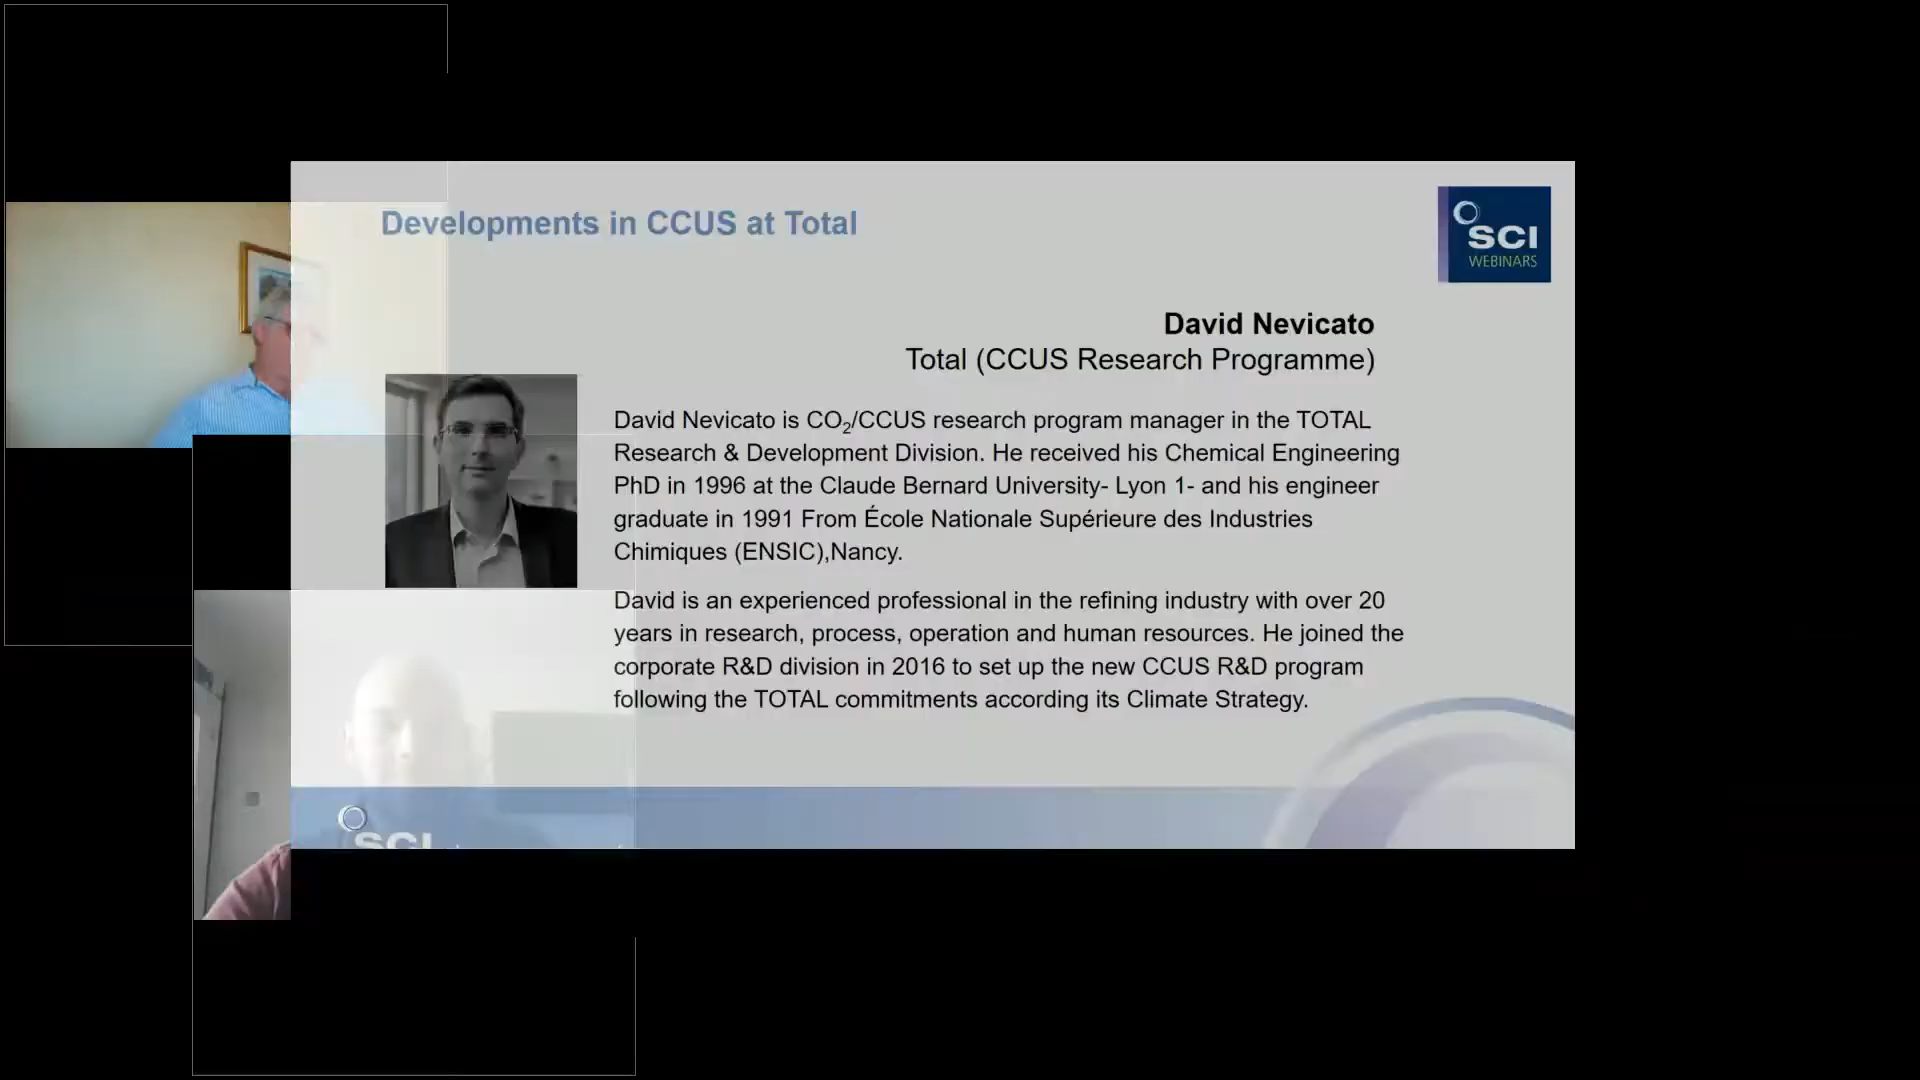 Developments in CCUS at Total
SCI
WEBINARS
David Nevicato
Total (CCUS Research Programme)
David Nevicato is CO₂/CCUS research program manager in the TOTAL
Research & Development Division. He received his Chemical Engineering
PhD in 1996 at the Claude Bernard University- Lyon 1- and his engineer
graduate in 1991 From École Nationale Supérieure des Industries
Chimiques (ENSIC),Nancy.
David is an experienced professional in the refining industry with over 20
years in research, process, operation and human resources. He joined the
corporate R&D division in 2016 to set up the new CCUS R&D program
following the TOTAL commitments according its Climate Strategy.
SCI